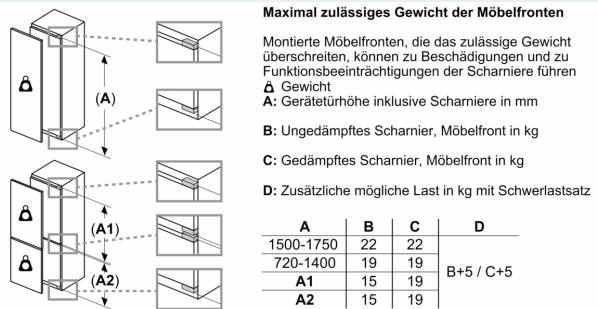 Maximal zulässiges Gewicht der Möbelfronten
Montierte Möbelfronten, die das zulässige Gewicht
überschreiten, können zu Beschädigungen und zu
Funktionsbeeinträchtigungen der Scharniere führen
Gewicht
A: Gerätetürhöhe inklusive Scharniere in mm
B: Ungedämpftes Scharnier, Möbelfront in kg
C: Gedämpftes Scharnier, Möbelfront in kg
D: Zusätzliche mögliche Last in kg mit Schwerlastsatz
(A)
(A1)
(A2)
A B C D
1500-1750 22 22
720-1400 19 19
B+5 / C+5
A1 15 19
A2 15 19